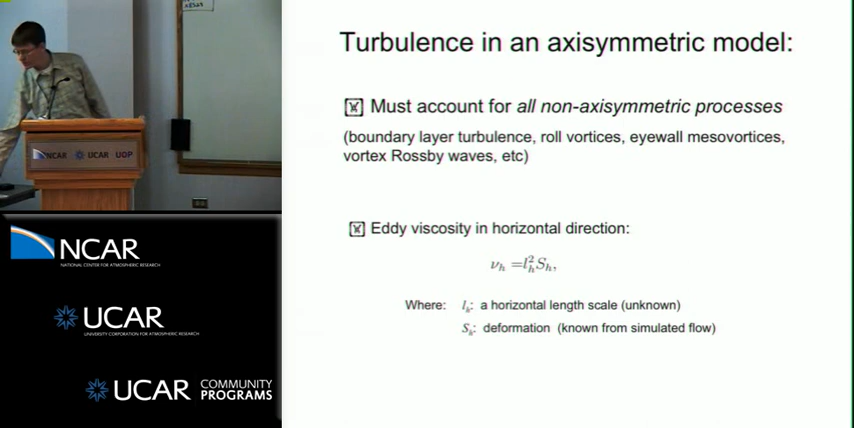 NCAR UCAR UOP
NCAR
NATIONAL CENTER FOR ATMOSPHERIC RESEARCH
UCAR
UNIVERSITY CORPORATION FOR ATMOSPHERIC RESEARCH
UCAR COMMUNITY PROGRAMS
Turbulence in an axisymmetric model:
Must account for all non-axisymmetric processes
(boundary layer turbulence, roll vortices, eyewall mesovortices,
vortex Rossby waves, etc)
Eddy viscosity in horizontal direction:
νₕ =lₕ²Sₕ,
Where: lₕ: a horizontal length scale (unknown)
Sₕ: deformation (known from simulated flow)